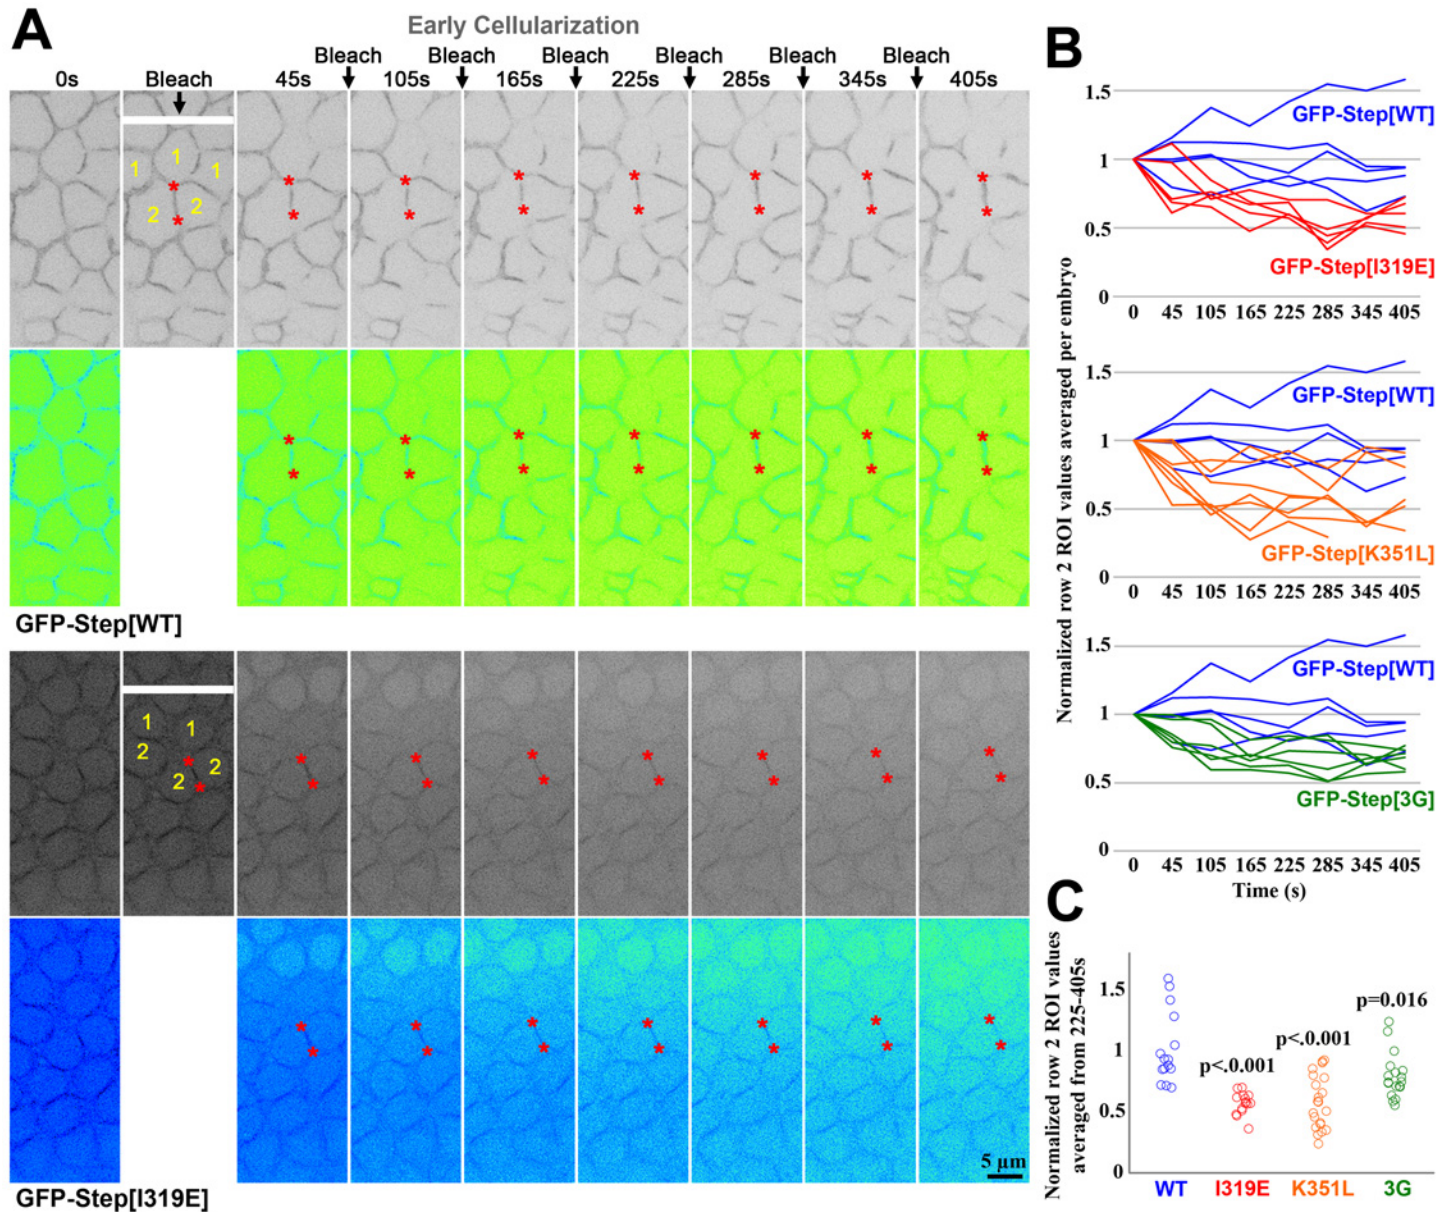 A
Early Cellularization
Bleach Bleach Bleach Bleach Bleach Bleach
0s Bleach 45s 105s 165s 225s 285s 345s 405s
1
1 1
2 2
* *
GFP-Step[WT]
1 1
2 2 2
* *
5 µm
GFP-Step[I319E]
B
Normalized row 2 ROI values averaged per embryo
1.5
GFP-Step[WT]
1
0.5
GFP-Step[I319E]
0
0 45 105 165 225 285 345 405
1.5
GFP-Step[WT]
1
0.5
GFP-Step[K351L]
0
0 45 105 165 225 285 345 405
1.5
GFP-Step[WT]
1
0.5
GFP-Step[3G]
0
0 45 105 165 225 285 345 405
Time (s)
C
Normalized row 2 ROI values
averaged from 225-405s
1.5
1
0.5
0
p<.0.001
p<.0.001
p=0.016
WT I319E K351L 3G